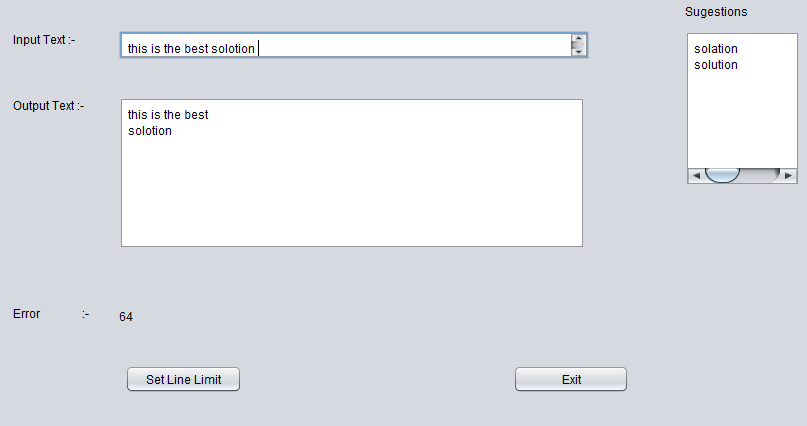 Sugestions
Input Text :-
this is the best solotion
solation
solution
Output Text :-
this is the best
solotion
Error :-
64
Set Line Limit
Exit